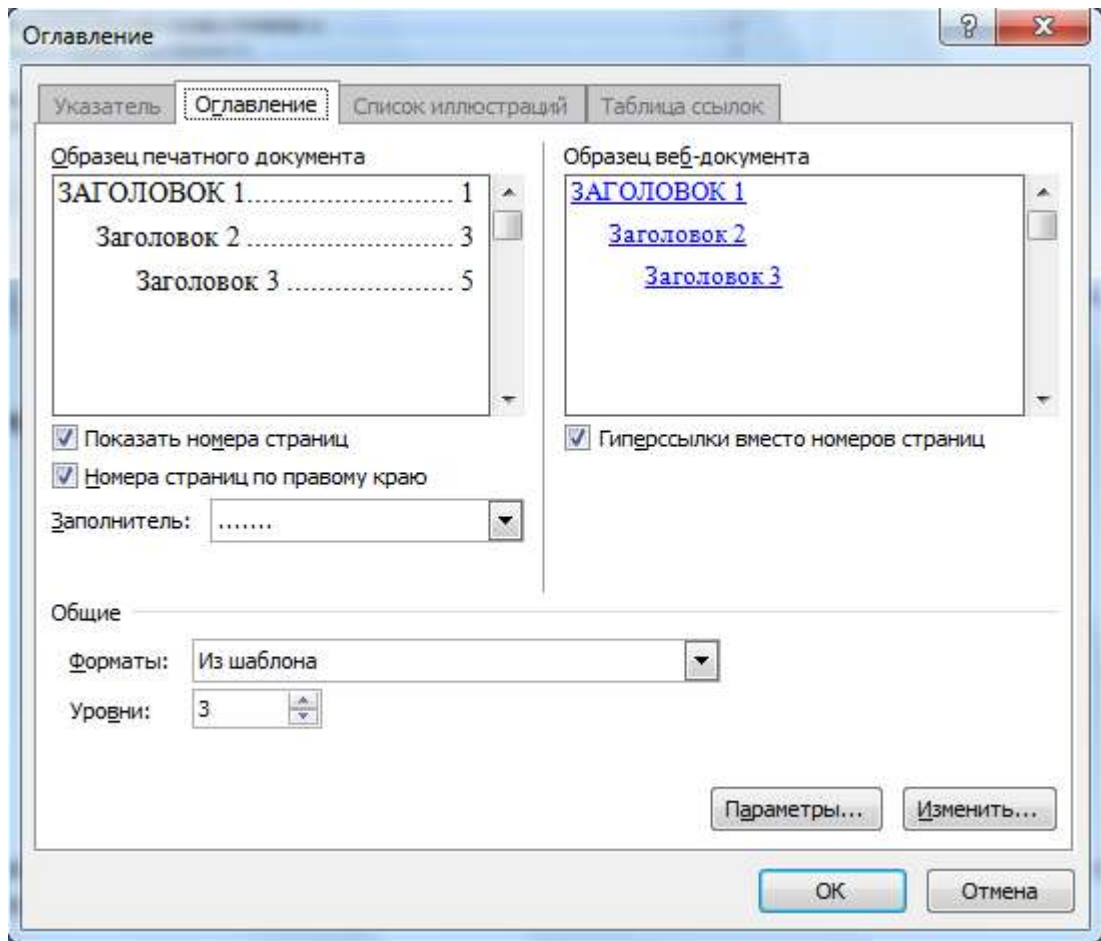 Оглавление
Указатель Оглавление Список иллюстраций Таблица ссылок
Образец печатного документа
ЗАГОЛОВОК 1.......................... 1
Заголовок 2 .......................... 3
Заголовок 3 ..................... 5
Образец веб-документа
ЗАГОЛОВОК 1
Заголовок 2
Заголовок 3
Показать номера страниц
Номера страниц по правому краю
Заполнитель: .......
Гиперссылки вместо номеров страниц
Общие
Форматы: Из шаблона
Уровни: 3
Параметры... Изменить...
ОК Отмена